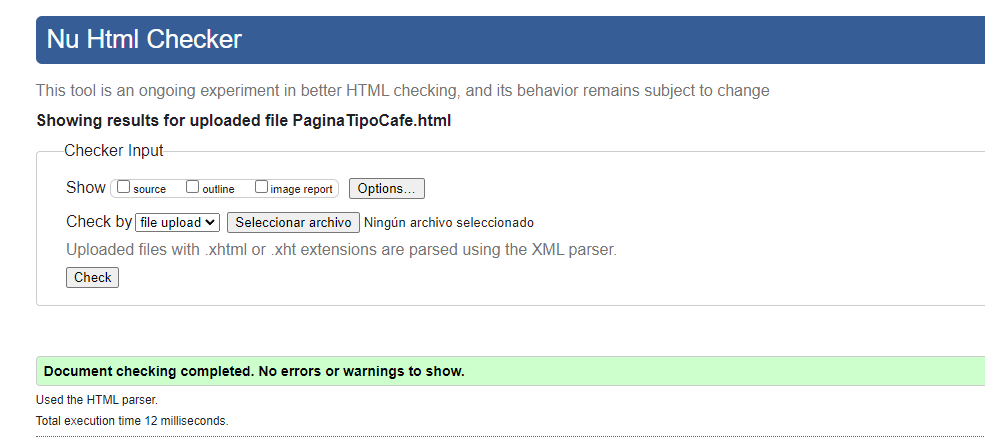 Nu Html Checker
This tool is an ongoing experiment in better HTML checking, and its behavior remains subject to change
Showing results for uploaded file PaginaTipoCafe.html
Checker Input
Show source outline image report Options...
Check by file upload Seleccionar archivo Ningún archivo seleccionado
Uploaded files with .xhtml or .xht extensions are parsed using the XML parser.
Check
Document checking completed. No errors or warnings to show.
Used the HTML parser.
Total execution time 12 milliseconds.